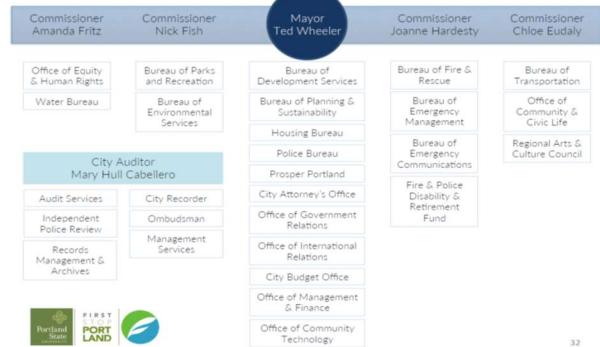 Commissioner
Amanda Fritz
Commissioner
Nick Fish
Mayor
Ted Wheeler
Commissioner
Joanne Hardesty
Commissioner
Chloe Eudaly
Office of Equity
& Human Rights
Water Bureau
Bureau of Parks
and Recreation
Bureau of
Environmental
Services
Bureau of
Development Services
Bureau of Planning &
Sustainability
Housing Bureau
Police Bureau
Prosper Portland
City Attorney's Office
Office of Government
Relations
Office of International
Relations
City Budget Office
Office of Management
& Finance
Office of Community
Technology
Bureau of Fire &
Rescue
Bureau of
Emergency
Management
Bureau of
Emergency
Communications
Fire & Police
Disability &
Retirement
Fund
Bureau of
Transportation
Office of
Community &
Civic Life
Regional Arts &
Culture Council
City Auditor
Mary Hull Cabellero
Audit Services
Independent
Police Review
Records
Management &
Archives
City Recorder
Ombudsman
Management
Services
Portland
State
UNIVERSITY
FIRST
STOP
PORT
LAND
32